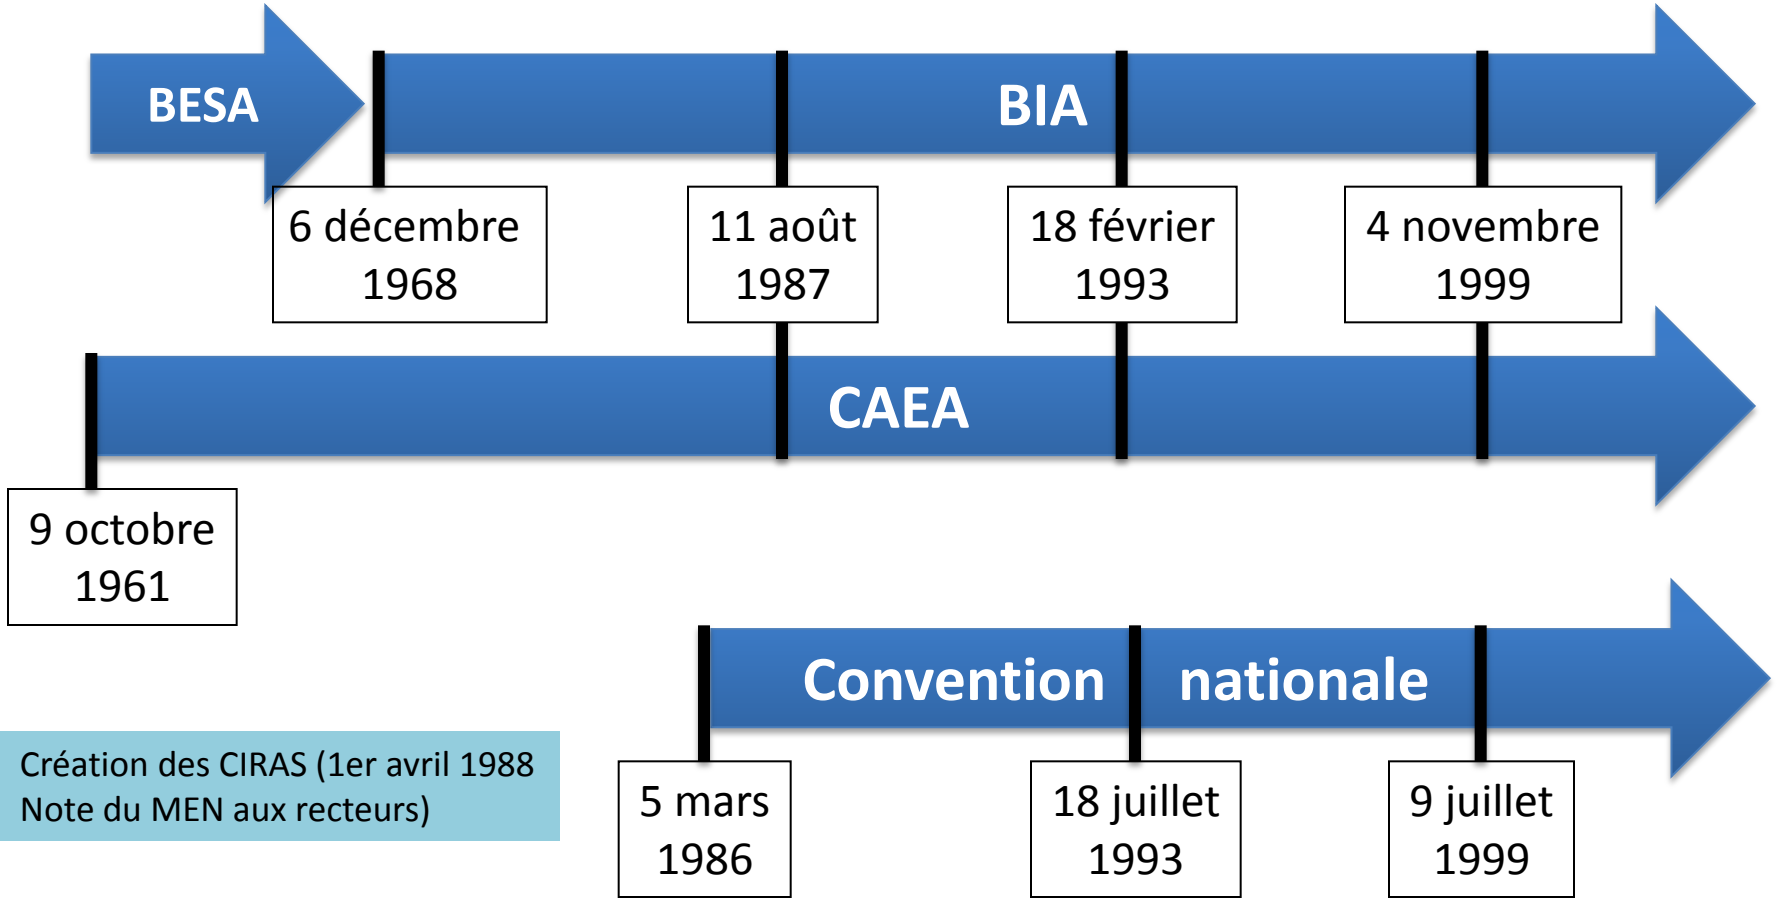 BESA
BIA
6 décembre
1968
11 août
1987
18 février
1993
4 novembre
1999
CAEA
9 octobre
1961
Convention nationale
Création des CIRAS (1er avril 1988
Note du MEN aux recteurs)
5 mars
1986
18 juillet
1993
9 juillet
1999